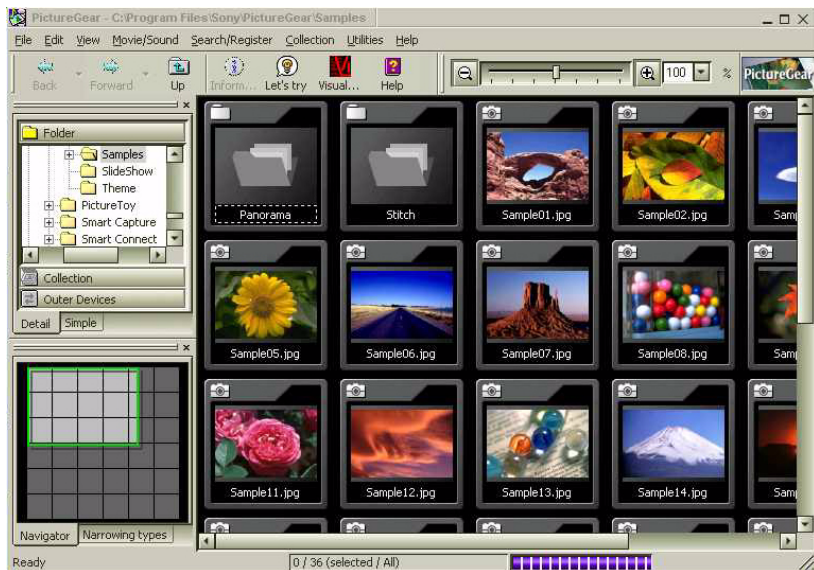 PictureGear - C:\Program Files\Sony\PictureGear\Samples
File Edit View Movie/Sound Search/Register Collection Utilities Help
Back Forward Up Inform... Let's try Visual... Help 100 % PictureGear
Folder
Samples
SlideShow
Theme
PictureToy
Smart Capture
Smart Connect
Collection
Outer Devices
Detail Simple
Panorama Stitch Sample01.jpg Sample02.jpg Sam
Sample05.jpg Sample06.jpg Sample07.jpg Sample08.jpg Sam
Sample11.jpg Sample12.jpg Sample13.jpg Sample14.jpg Sam
Navigator Narrowing types
Ready 0 / 36 (selected / All)